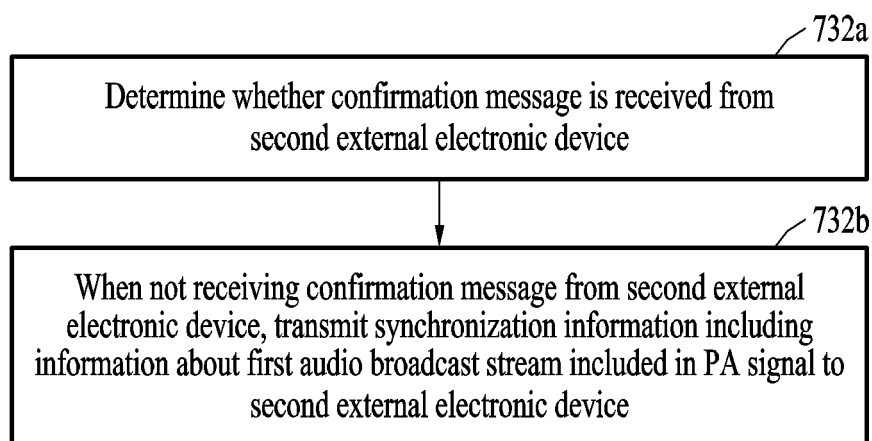 732a
Determine whether confirmation message is received from
second external electronic device
732b
When not receiving confirmation message from second external
electronic device, transmit synchronization information including
information about first audio broadcast stream included in PA signal to
second external electronic device